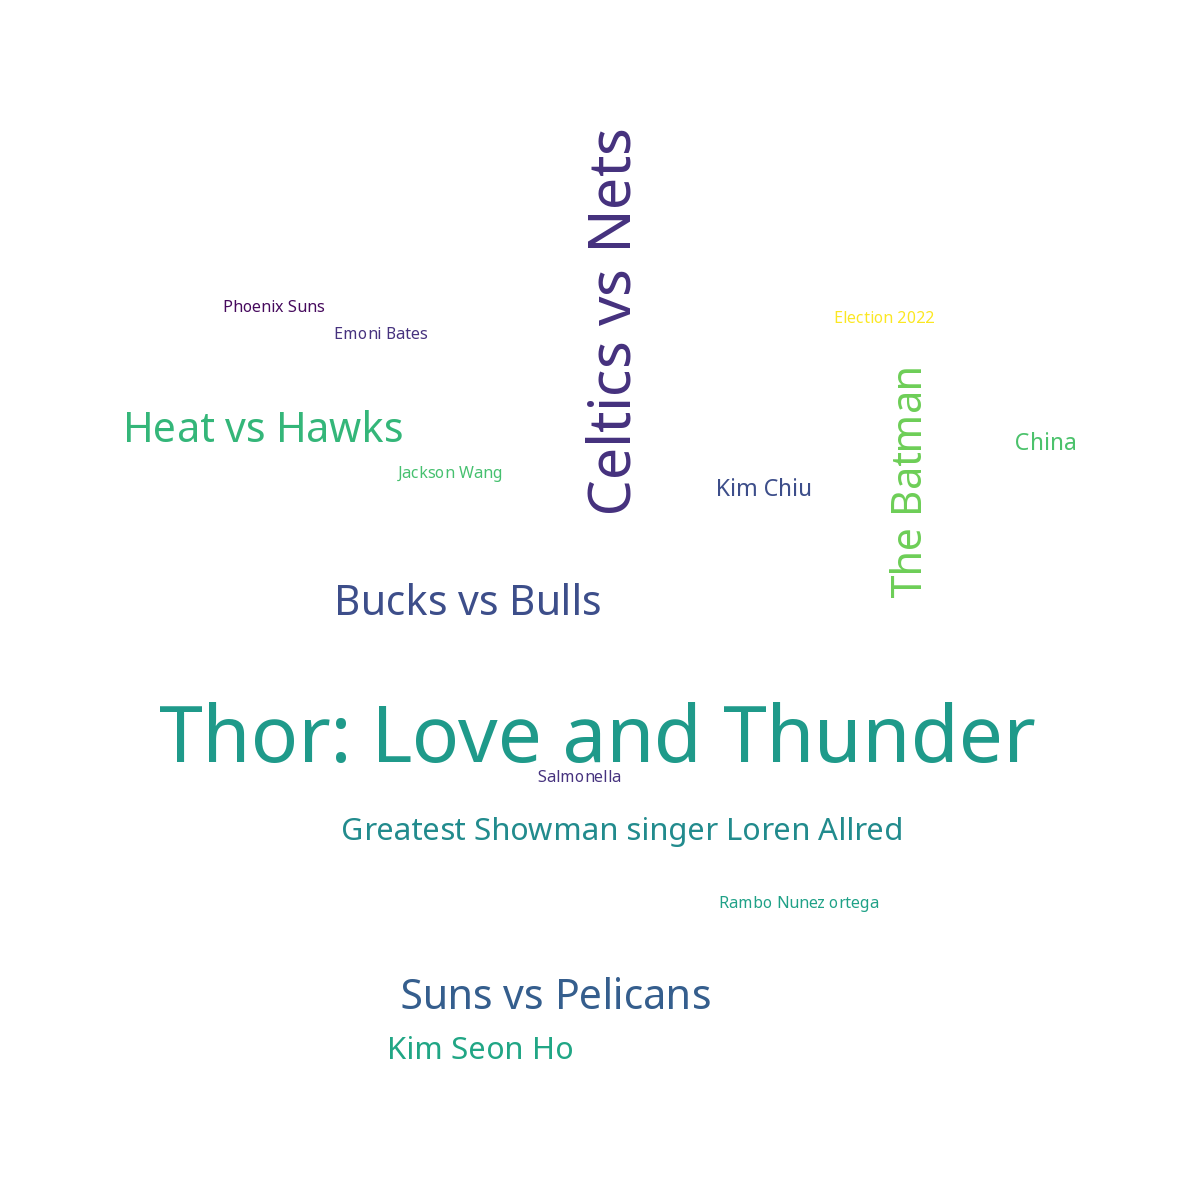 Celtics vs Nets
Phoenix Suns
Election 2022
Emoni Bates
The Batman
Heat vs Hawks
China
Jackson Wang
Kim Chiu
Bucks vs Bulls
Thor: Love and Thunder
Salmonella
Greatest Showman singer Loren Allred
Rambo Nunez ortega
Suns vs Pelicans
Kim Seon Ho